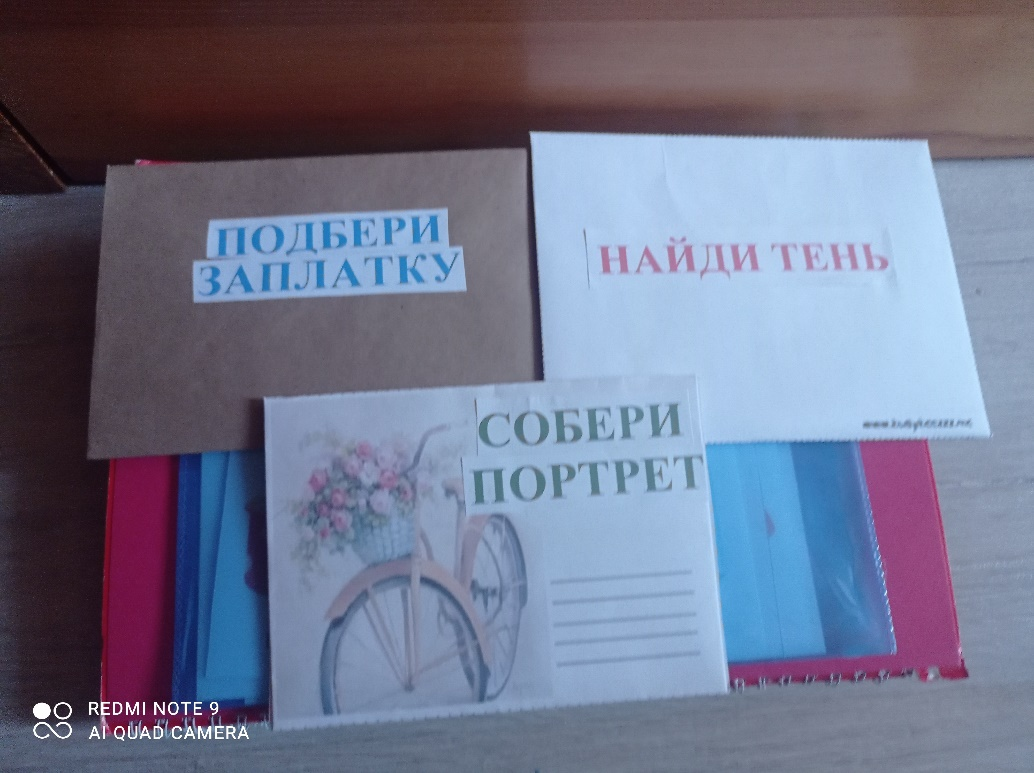 ПОДБЕРИ
ЗАПЛАТКУ
НАЙДИ ТЕНЬ
СОБЕРИ
ПОРТРЕТ
REDMI NOTE 9
AI QUAD CAMERA